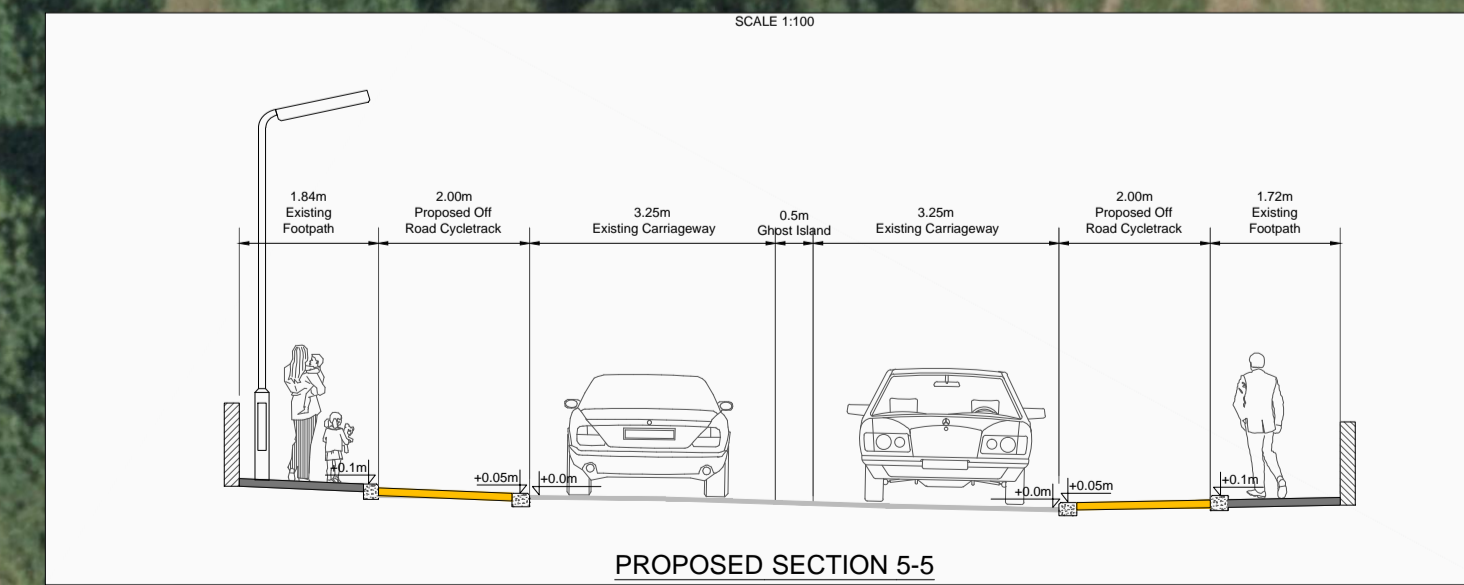 SCALE 1:100
1.84m
Existing
Footpath
2.00m
Proposed Off
Road Cycletrack
3.25m
Existing Carriageway
0.5m
Ghost Island
3.25m
Existing Carriageway
2.00m
Proposed Off
Road Cycletrack
1.72m
Existing
Footpath
+0.1m
+0.05m
+0.0m
+0.0m
+0.05m
+0.1m
PROPOSED SECTION 5-5